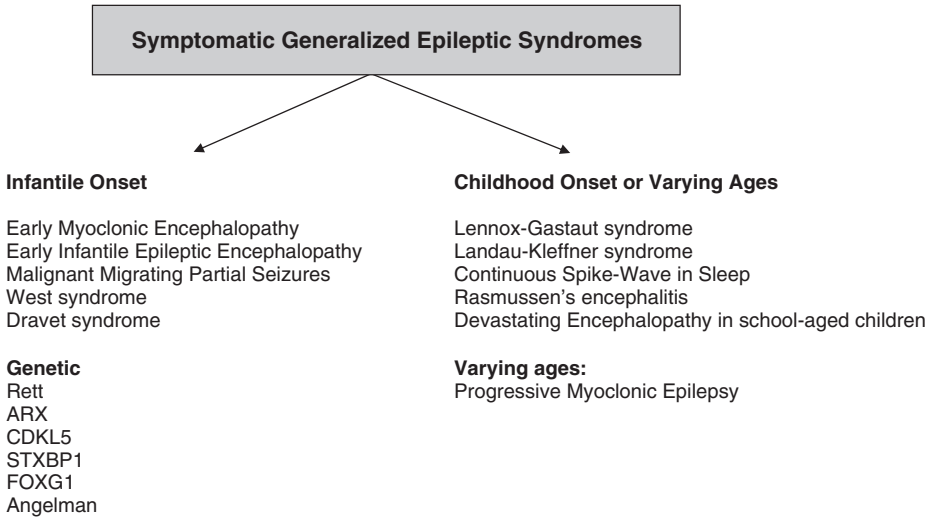 Symptomatic Generalized Epileptic Syndromes
Infantile Onset
Early Myoclonic Encephalopathy
Early Infantile Epileptic Encephalopathy
Malignant Migrating Partial Seizures
West syndrome
Dravet syndrome
Genetic
Rett
ARX
CDKL5
STXBP1
FOXG1
Angelman
Childhood Onset or Varying Ages
Lennox-Gastaut syndrome
Landau-Kleffner syndrome
Continuous Spike-Wave in Sleep
Rasmussen's encephalitis
Devastating Encephalopathy in school-aged children
Varying ages:
Progressive Myoclonic Epilepsy